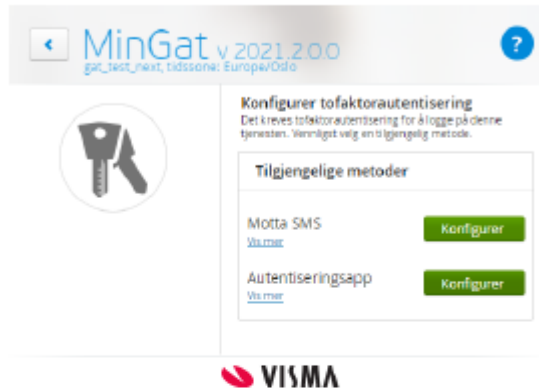 MinGat v 2021.2.0.0
gat_test_next, tidssone: Europe/Oslo
?
Konfigurer tofaktorautentisering
Det kreves tofaktorautentisering for å logge på denne
tjenesten. Vennligst velg en tilgjengelig metode.
Tilgjengelige metoder
Motta SMS
Konfigurer
Vis mer
Autentiseringsapp
Konfigurer
Vis mer
VISMA